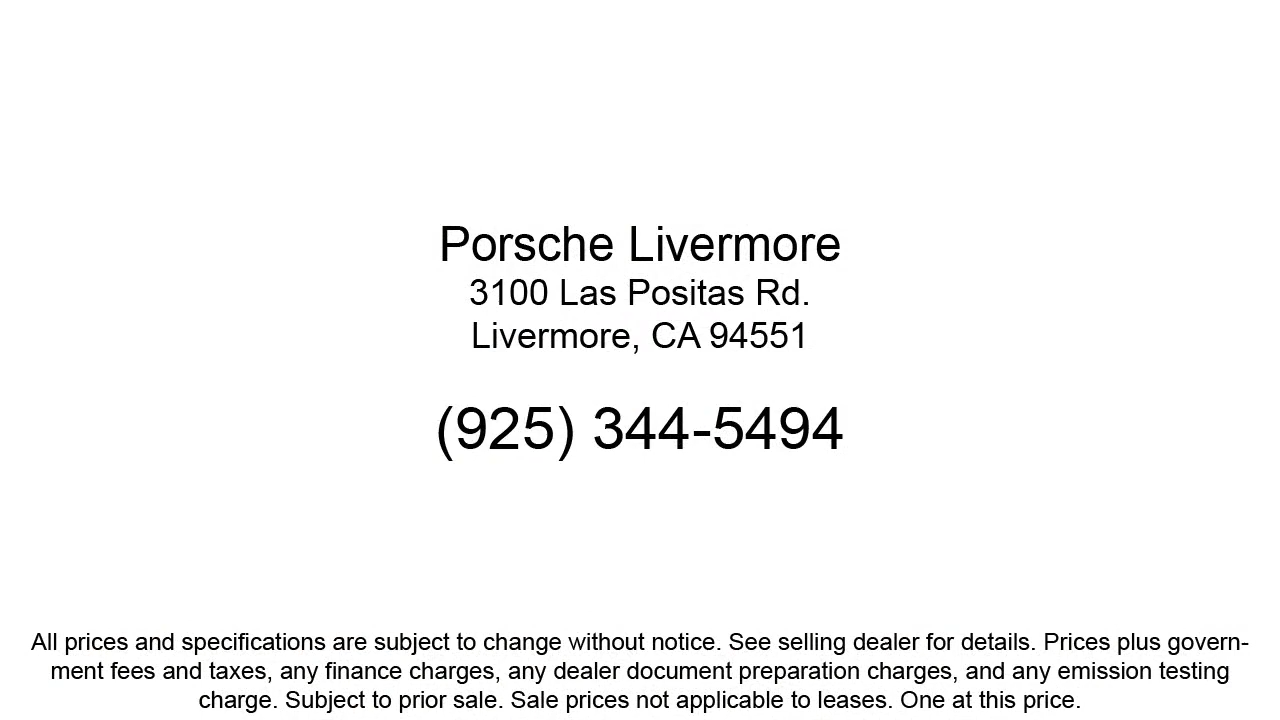 Porsche Livermore
3100 Las Positas Rd.
Livermore, CA 94551
(925) 344-5494
All prices and specifications are subject to change without notice. See selling dealer for details. Prices plus govern-
ment fees and taxes, any finance charges, any dealer document preparation charges, and any emission testing
charge. Subject to prior sale. Sale prices not applicable to leases. One at this price.